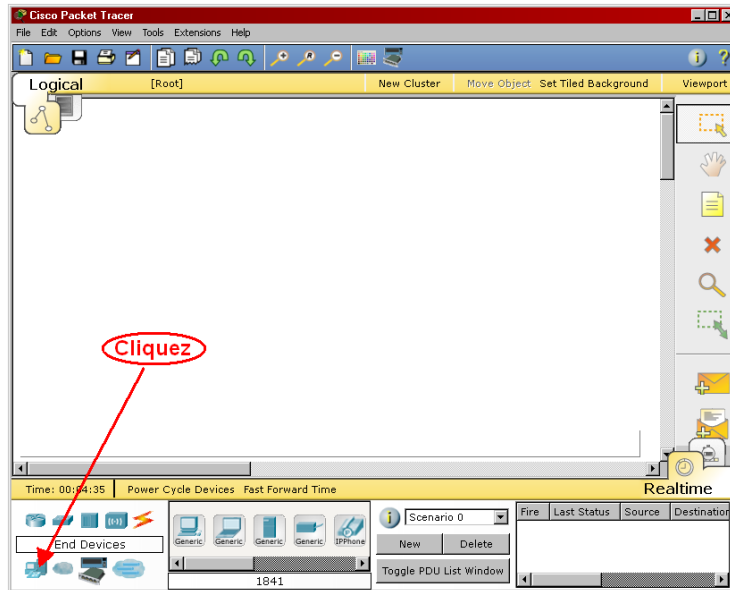 Cisco Packet Tracer
File Edit Options View Tools Extensions Help
Logical [Root] New Cluster Move Object Set Tiled Background Viewport
Cliquez
Time: 00:04:35 Power Cycle Devices Fast Forward Time Realtime
End Devices
Generic Generic Generic Generic IPPhone
1841
Scenario 0
New Delete
Toggle PDU List Window
Fire Last Status Source Destination